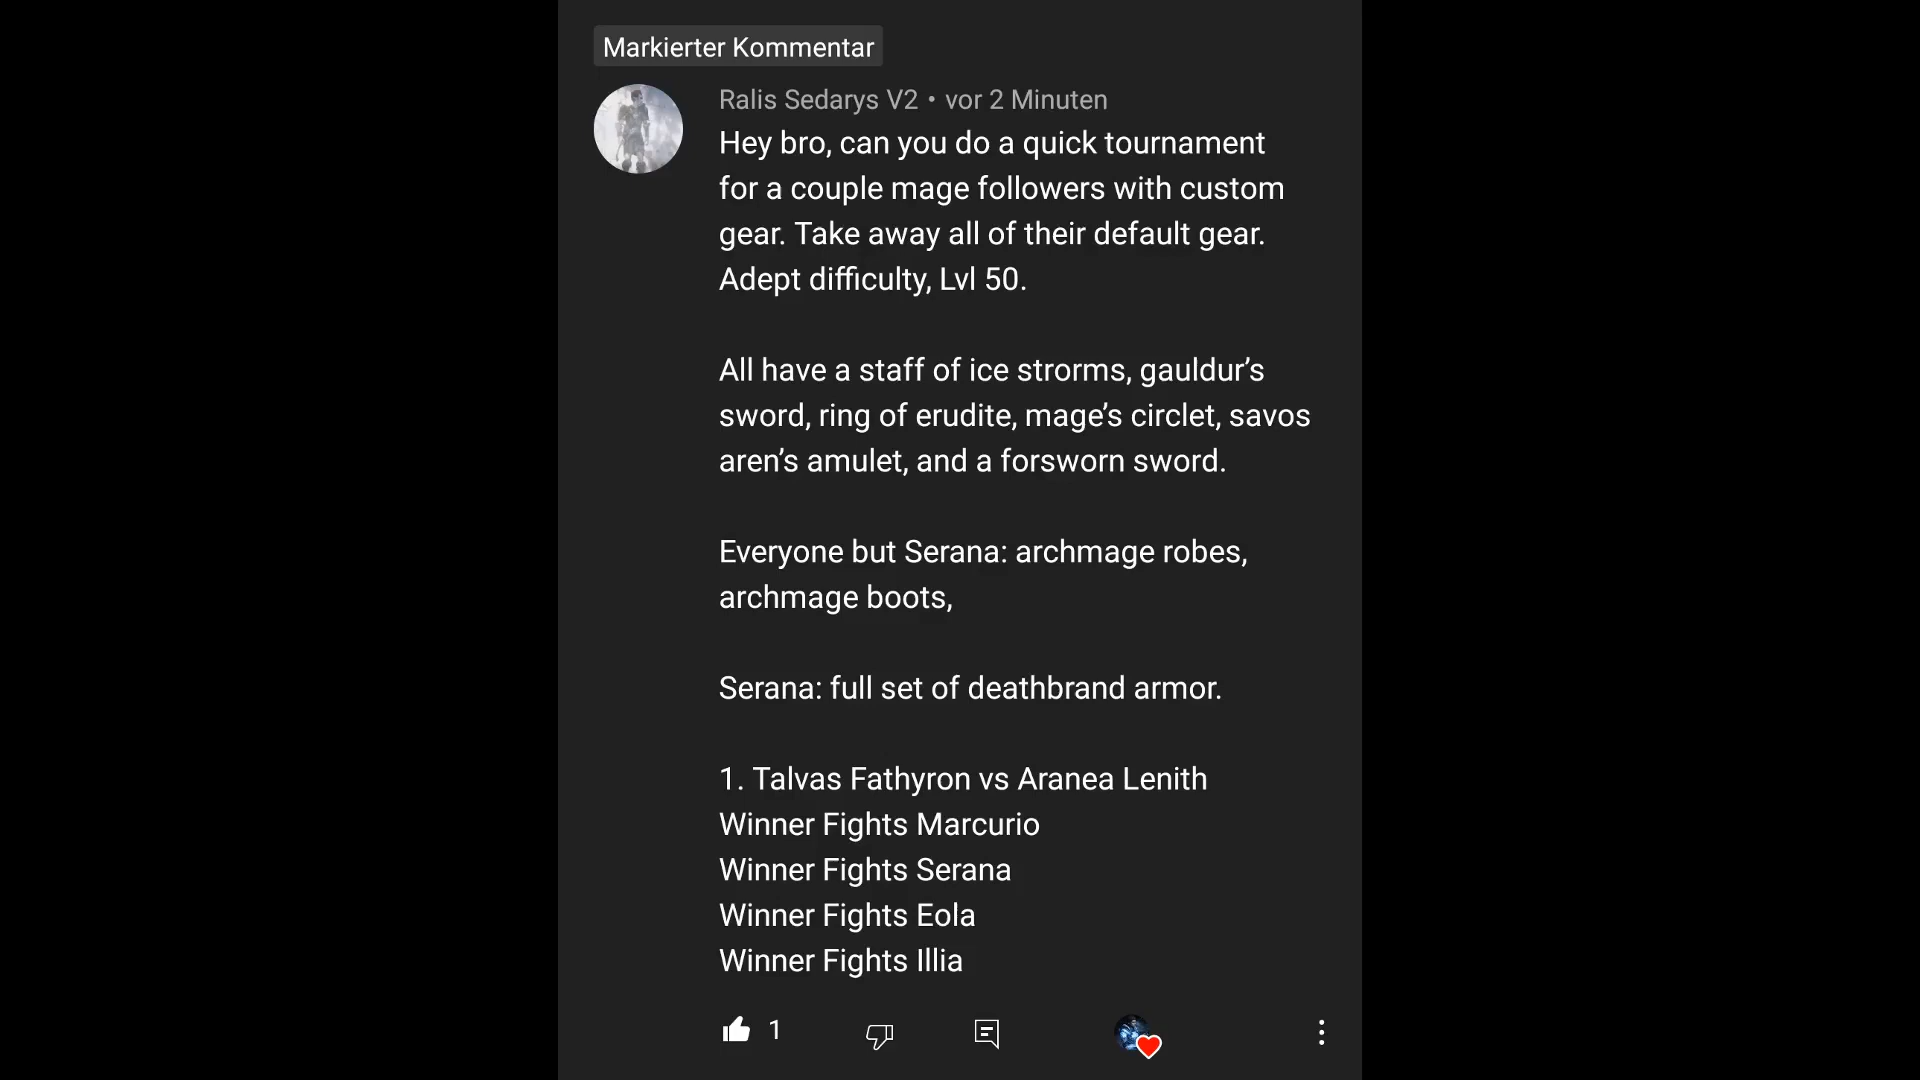 Markierter Kommentar
Ralis Sedarys V2 • vor 2 Minuten
Hey bro, can you do a quick tournament
for a couple mage followers with custom
gear. Take away all of their default gear.
Adept difficulty, Lvl 50.
All have a staff of ice strorms, gauldur’s
sword, ring of erudite, mage’s circlet, savos
aren’s amulet, and a forsworn sword.
Everyone but Serana: archmage robes,
archmage boots,
Serana: full set of deathbrand armor.
1. Talvas Fathyron vs Aranea Lenith
Winner Fights Marcurio
Winner Fights Serana
Winner Fights Eola
Winner Fights Illia
1